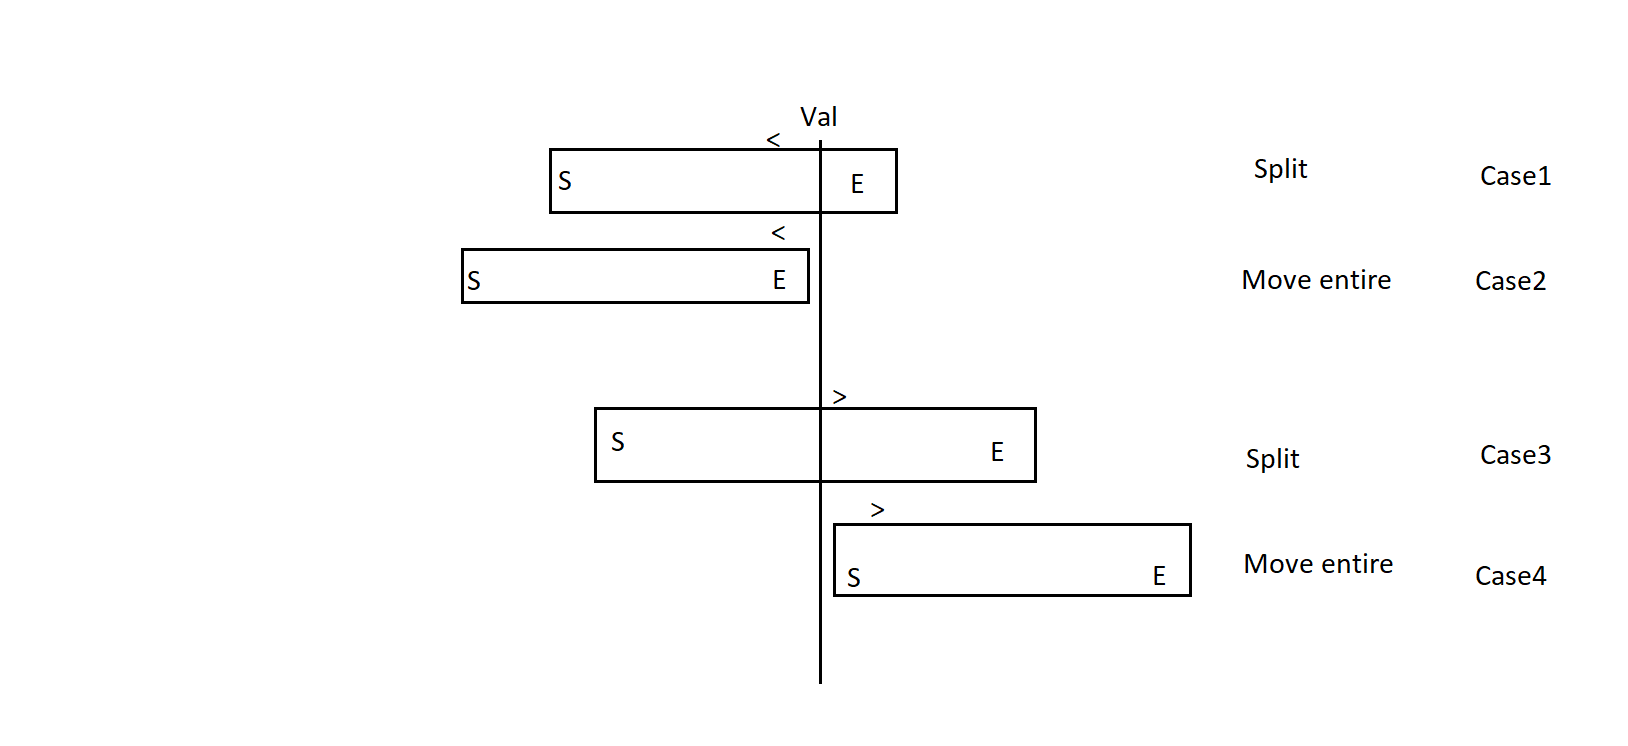 Val
<
S E Split Case1
<
S E Move entire Case2
>
S E Split Case3
>
S E Move entire Case4